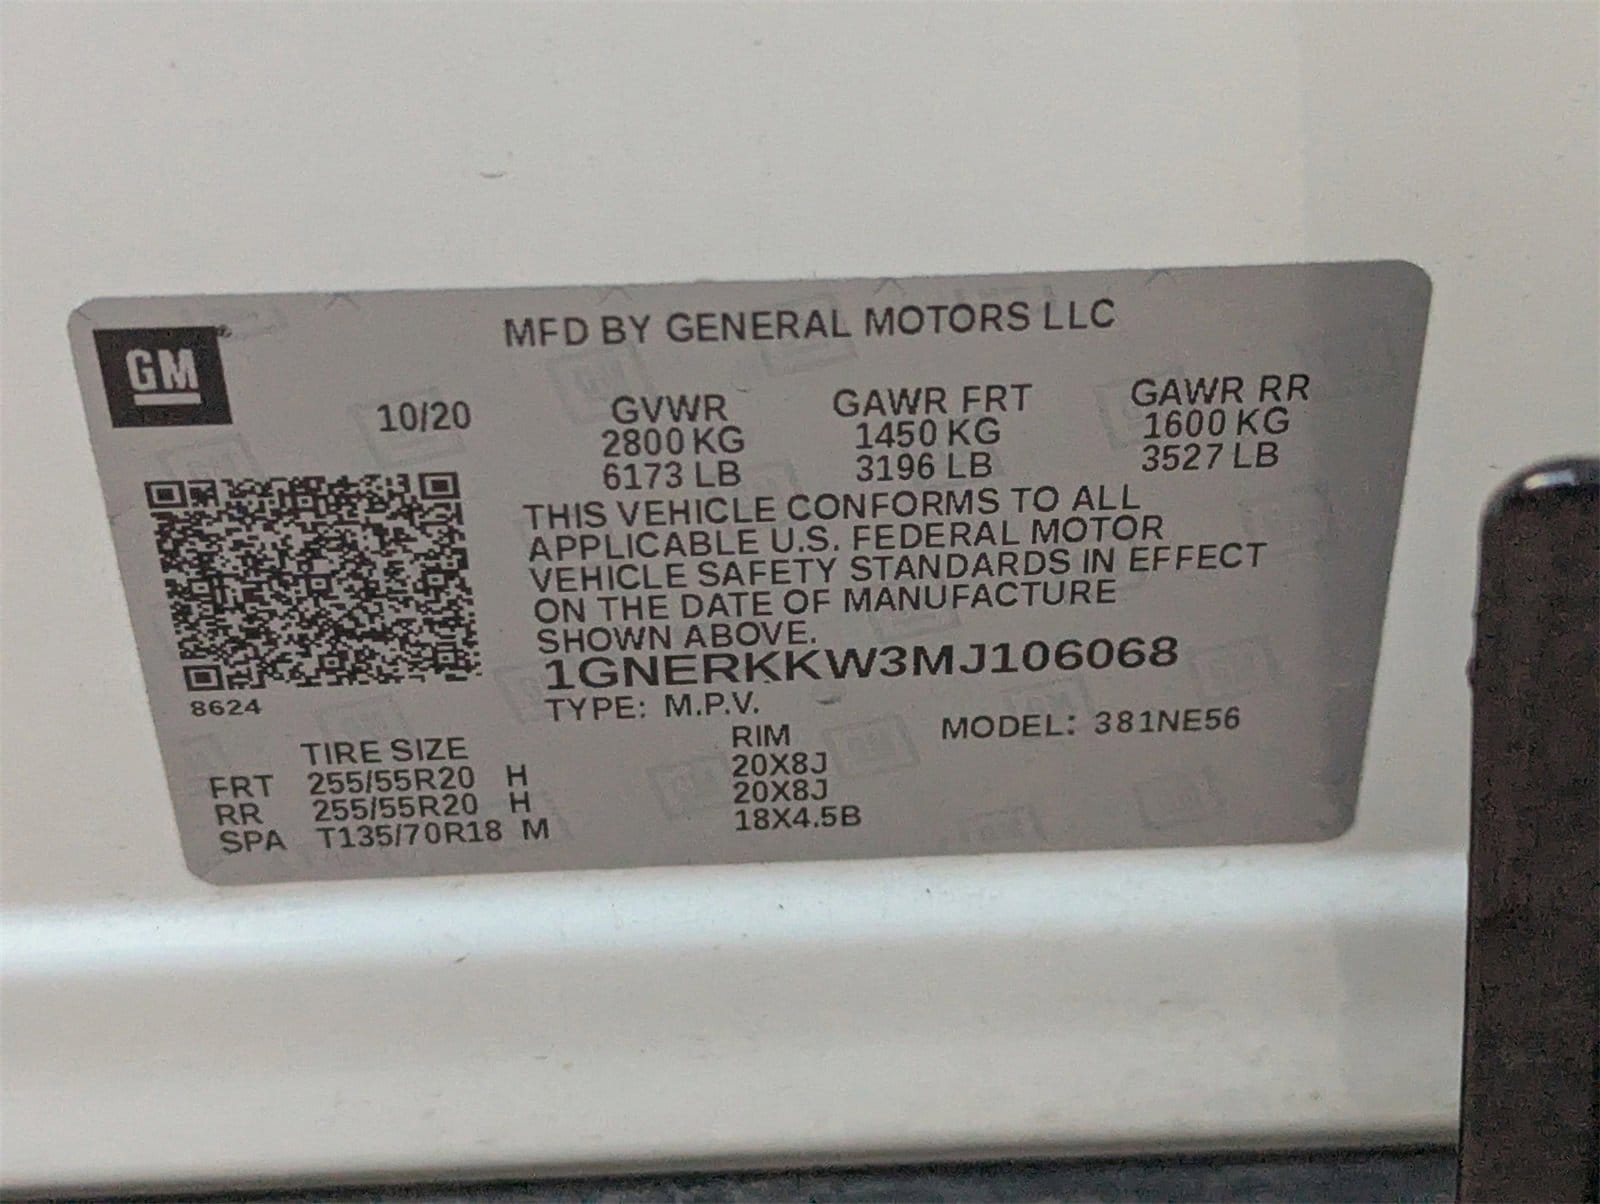 MFD BY GENERAL MOTORS LLC
GM
10/20 GVWR GAWR FRT GAWR RR
2800 KG 1450 KG 1600 KG
6173 LB 3196 LB 3527 LB
THIS VEHICLE CONFORMS TO ALL
APPLICABLE U.S. FEDERAL MOTOR
VEHICLE SAFETY STANDARDS IN EFFECT
ON THE DATE OF MANUFACTURE
SHOWN ABOVE.
1GNERKKW3MJ106068
8624
TYPE: M.P.V. MODEL: 381NE56
TIRE SIZE RIM
FRT 255/55R20 H 20X8J
RR 255/55R20 H 20X8J
SPA T135/70R18 M 18X4.5B